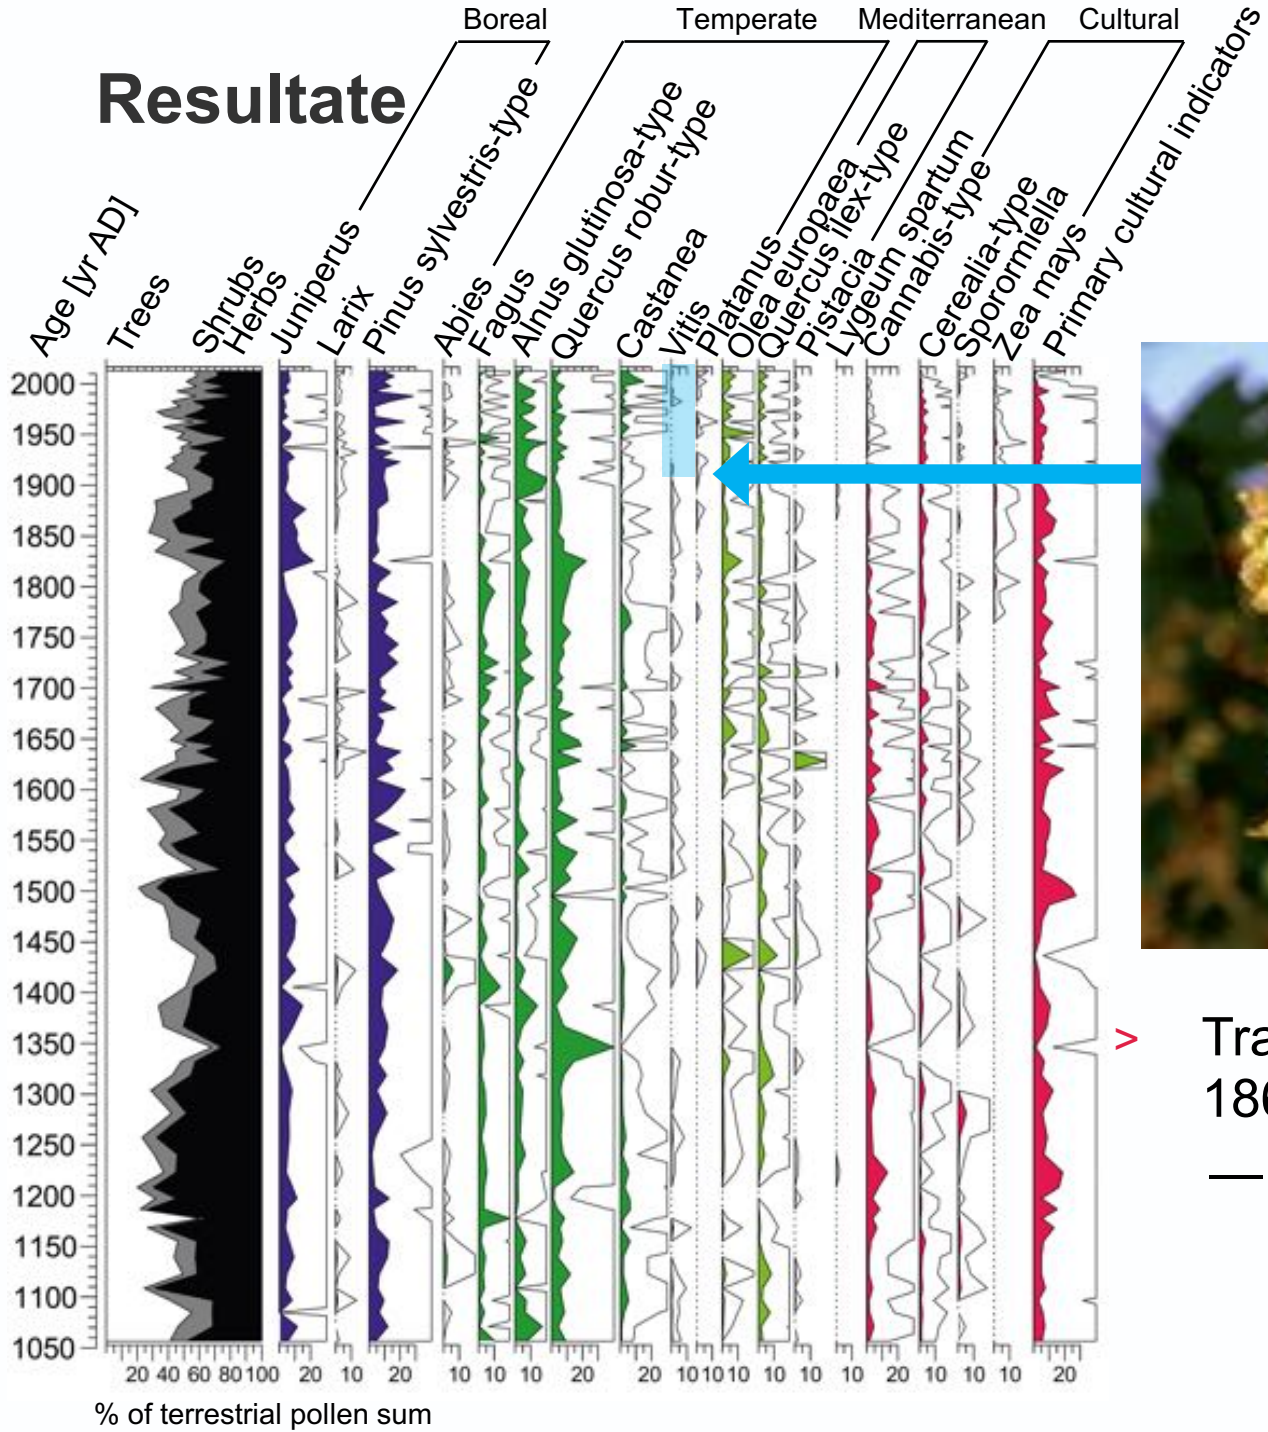 Boreal
Temperate
Mediterranean
Cultural
Resultate
Age [yr AD]
Trees
Shrubs
Herbs
Juniperus
Larix
Pinus sylvestris-type
Abies
Fagus
Alnus glutinosa-type
Quercus robur-type
Castanea
Vitis
Platanus
Olea europaea
Quercus ilex-type
Pistacia
Lygeum spartum
Cannabis-type
Cerealia-type
Sporormiella
Zea mays
Primary cultural indicators
2000
1950
1900
1850
1800
1750
1700
1650
1600
1550
1500
1450
1400
1350
1300
1250
1200
1150
1100
1050
> Tra
186
—
20 40 60 80 100 20 10 20 10 10 10 20 20 10 10 10 10 10 10 20 10 10 10 20
% of terrestrial pollen sum